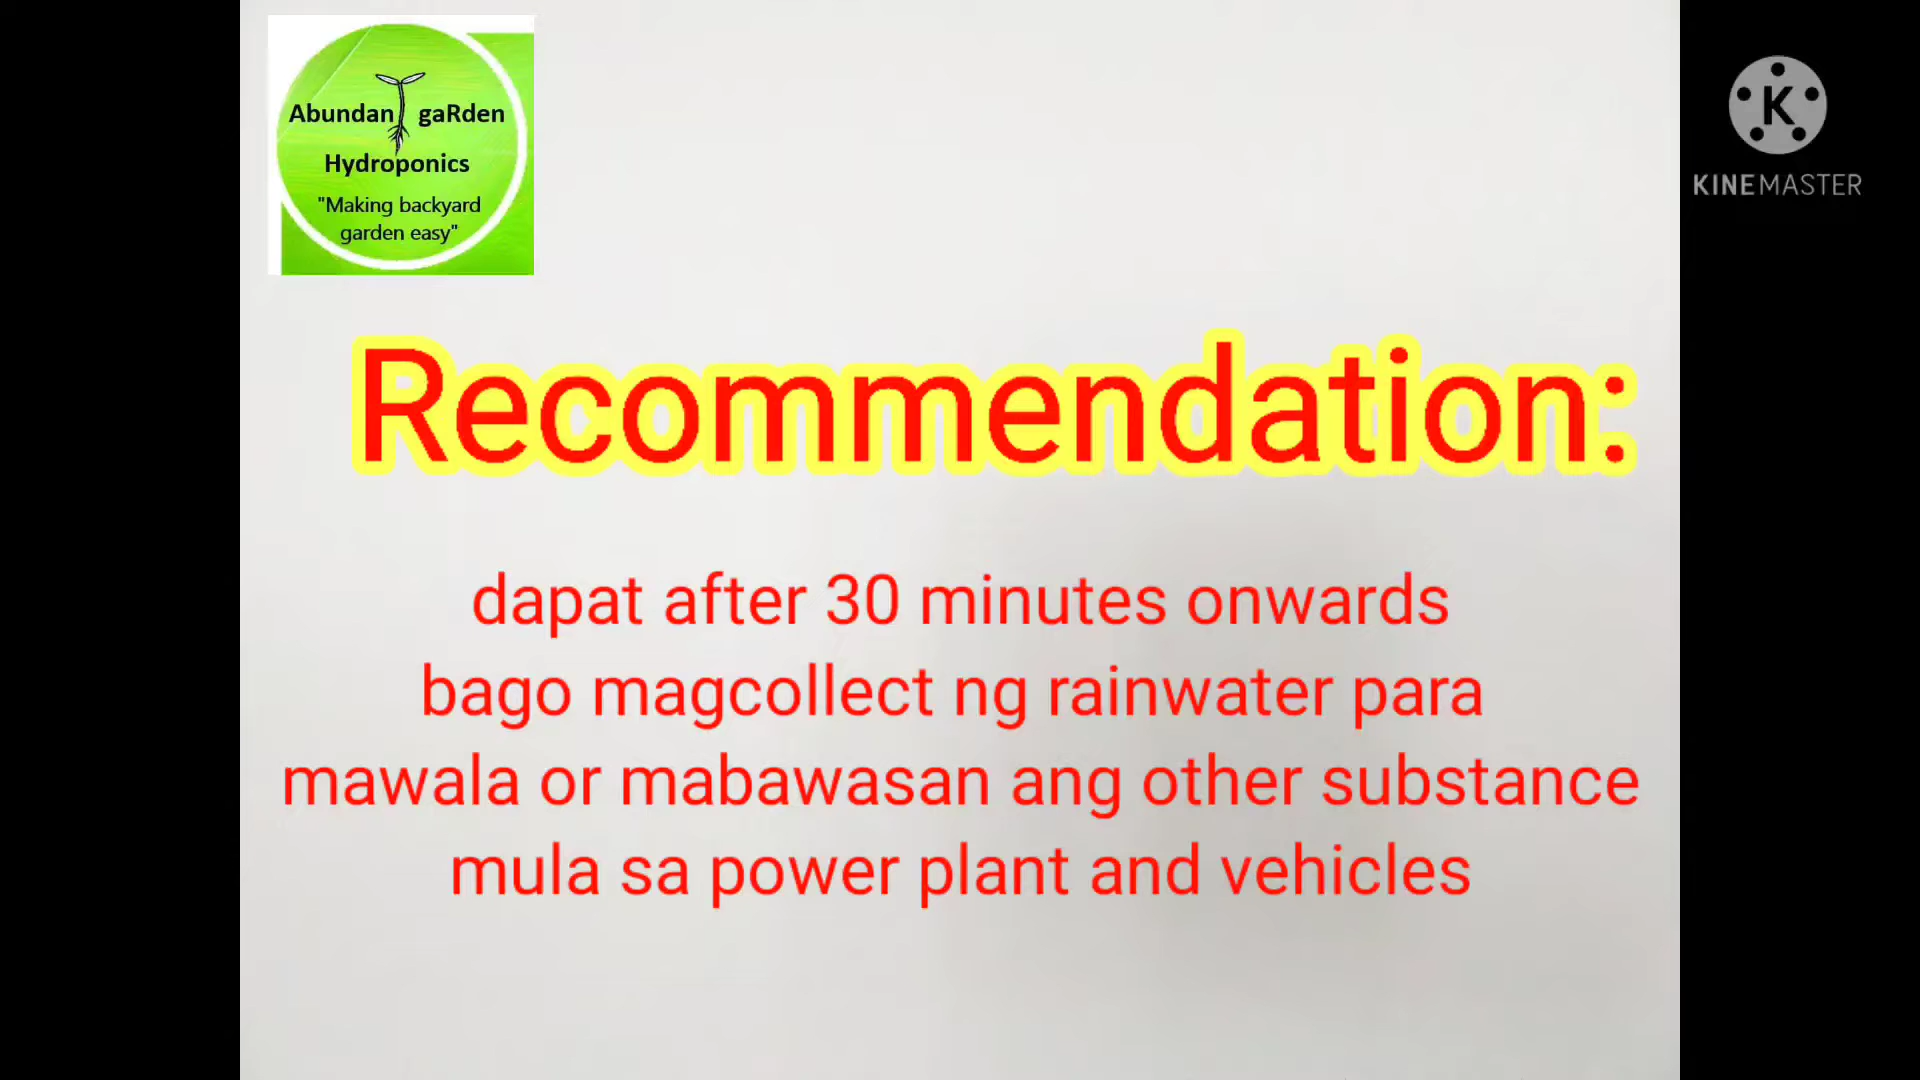 Abundan gaRden
Hydroponics
"Making backyard
garden easy"
K
KINEMASTER
Recommendation:
dapat after 30 minutes onwards
bago magcollect ng rainwater para
mawala or mabawasan ang other substance
mula sa power plant and vehicles